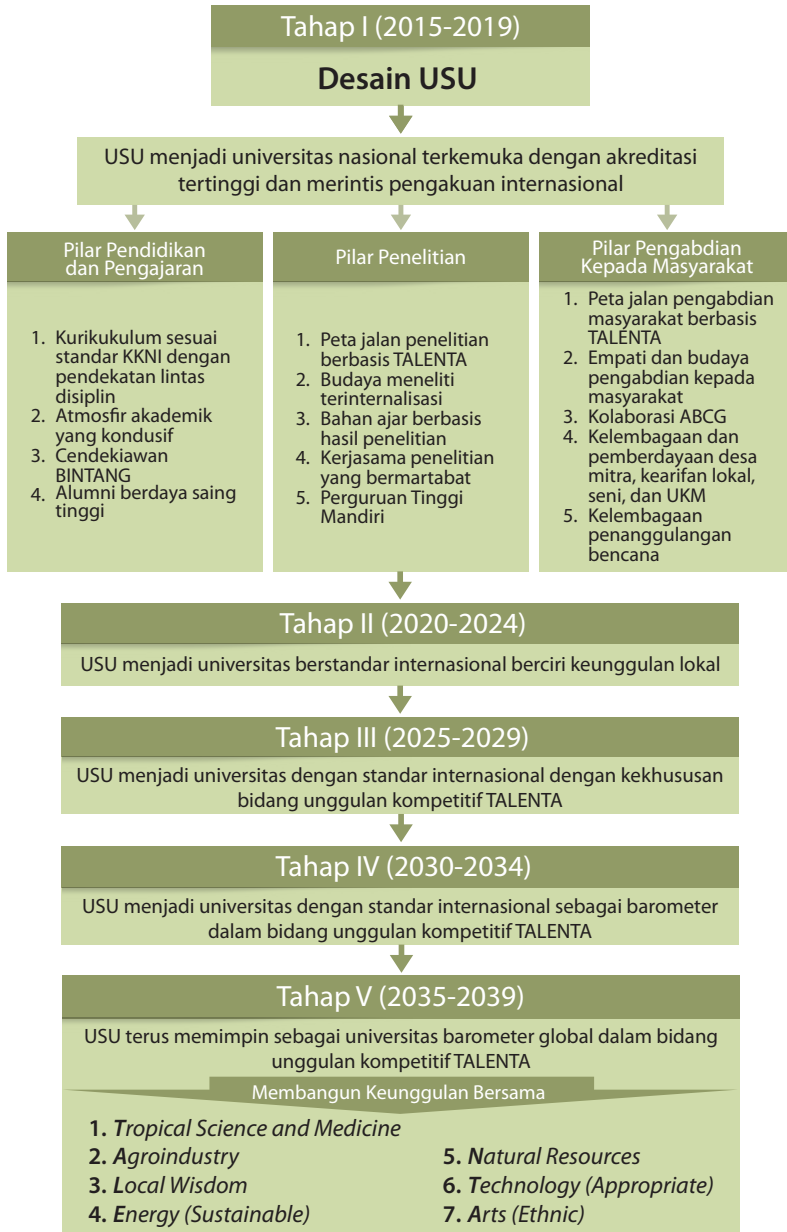 Tahap I (2015-2019)
Desain USU
USU menjadi universitas nasional terkemuka dengan akreditasi
tertinggi dan merintis pengakuan internasional
Pilar Pendidikan
dan Pengajaran
1. Kurikukulum sesuai
standar KKNI dengan
pendekatan lintas
disiplin
2. Atmosfir akademik
yang kondusif
3. Cendekiawan
BINTANG
4. Alumni berdaya saing
tinggi
Pilar Penelitian
1. Peta jalan penelitian
berbasis TALENTA
2. Budaya meneliti
terinternalisasi
3. Bahan ajar berbasis
hasil penelitian
4. Kerjasama penelitian
yang bermartabat
5. Perguruan Tinggi
Mandiri
Pilar Pengabdian
Kepada Masyarakat
1. Peta jalan pengabdian
masyarakat berbasis
TALENTA
2. Empati dan budaya
pengabdian kepada
masyarakat
3. Kolaborasi ABCG
4. Kelembagaan dan
pemberdayaan desa
mitra, kearifan lokal,
seni, dan UKM
5. Kelembagaan
penanggulangan
bencana
Tahap II (2020-2024)
USU menjadi universitas berstandar internasional berciri keunggulan lokal
Tahap III (2025-2029)
USU menjadi universitas dengan standar internasional dengan kekhususan
bidang unggulan kompetitif TALENTA
Tahap IV (2030-2034)
USU menjadi universitas dengan standar internasional sebagai barometer
dalam bidang unggulan kompetitif TALENTA
Tahap V (2035-2039)
USU terus memimpin sebagai universitas barometer global dalam bidang
unggulan kompetitif TALENTA
Membangun Keunggulan Bersama
1. Tropical Science and Medicine
2. Agroindustry
3. Local Wisdom
4. Energy (Sustainable)
5. Natural Resources
6. Technology (Appropriate)
7. Arts (Ethnic)